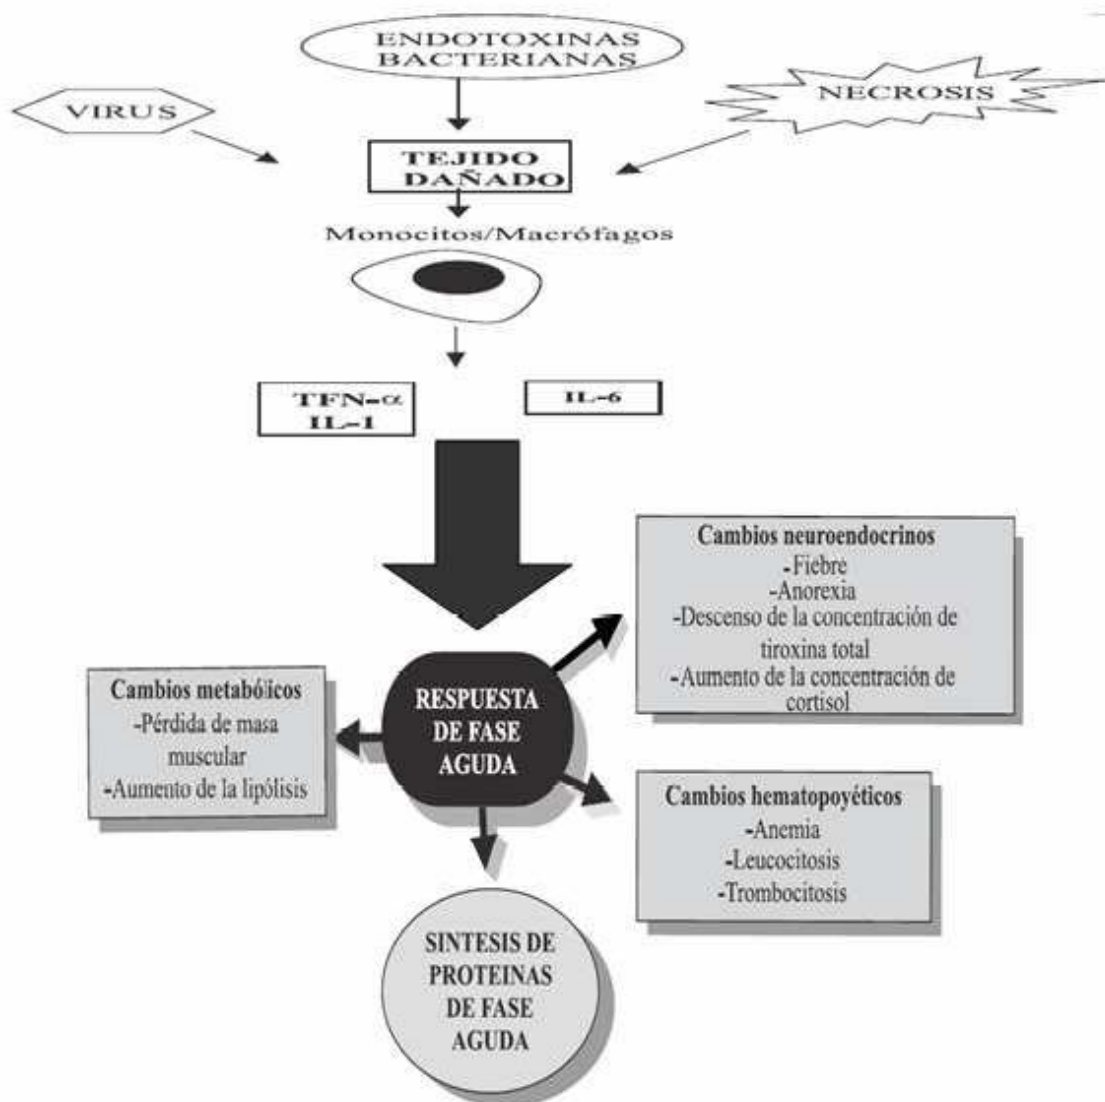 ENDOTOXINAS
BACTERIANAS
VIRUS
NECROSIS
TEJIDO
DAÑADO
Monocitos/Macrófagos
TFN-α
IL-1
IL-6
Cambios neuroendocrinos
-Fiebre
-Anorexia
-Descenso de la concentración de
tiroxina total
-Aumento de la concentración de
cortisol
Cambios metabólicos
-Pérdida de masa
muscular
-Aumento de la lipólisis
RESPUESTA
DE FASE
AGUDA
Cambios hematopoyéticos
-Anemia
-Leucocitosis
-Trombocitosis
SINTESIS DE
PROTEINAS
DE FASE
AGUDA